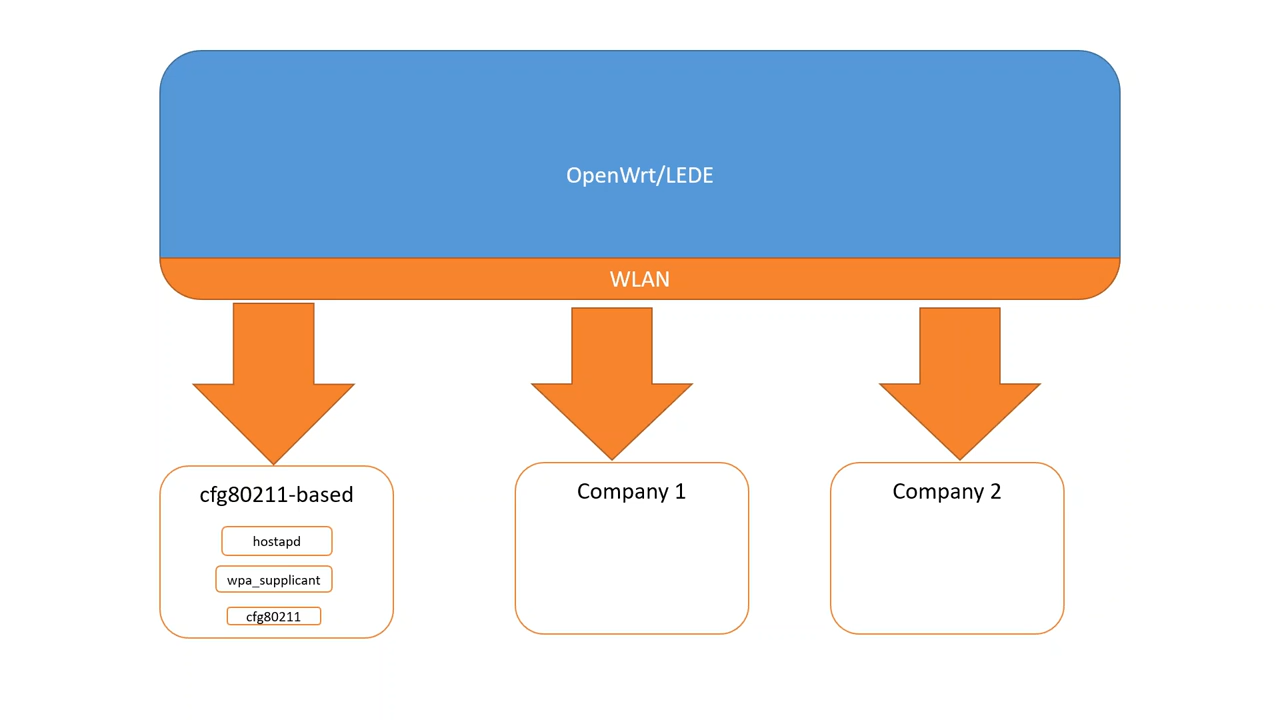 OpenWrt/LEDE
WLAN
cfg80211-based
hostapd
wpa_supplicant
cfg80211
Company 1
Company 2